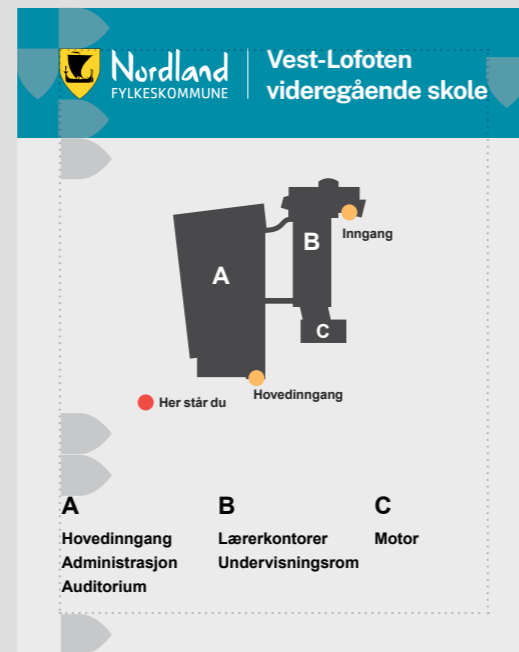 Nordland
FYLKESKOMMUNE
Vest-Lofoten
videregående skole
B
Inngang
A
C
Hovedinngang
Her står du
A
Hovedinngang
Administrasjon
Auditorium
B
Lærerkontorer
Undervisningsrom
C
Motor